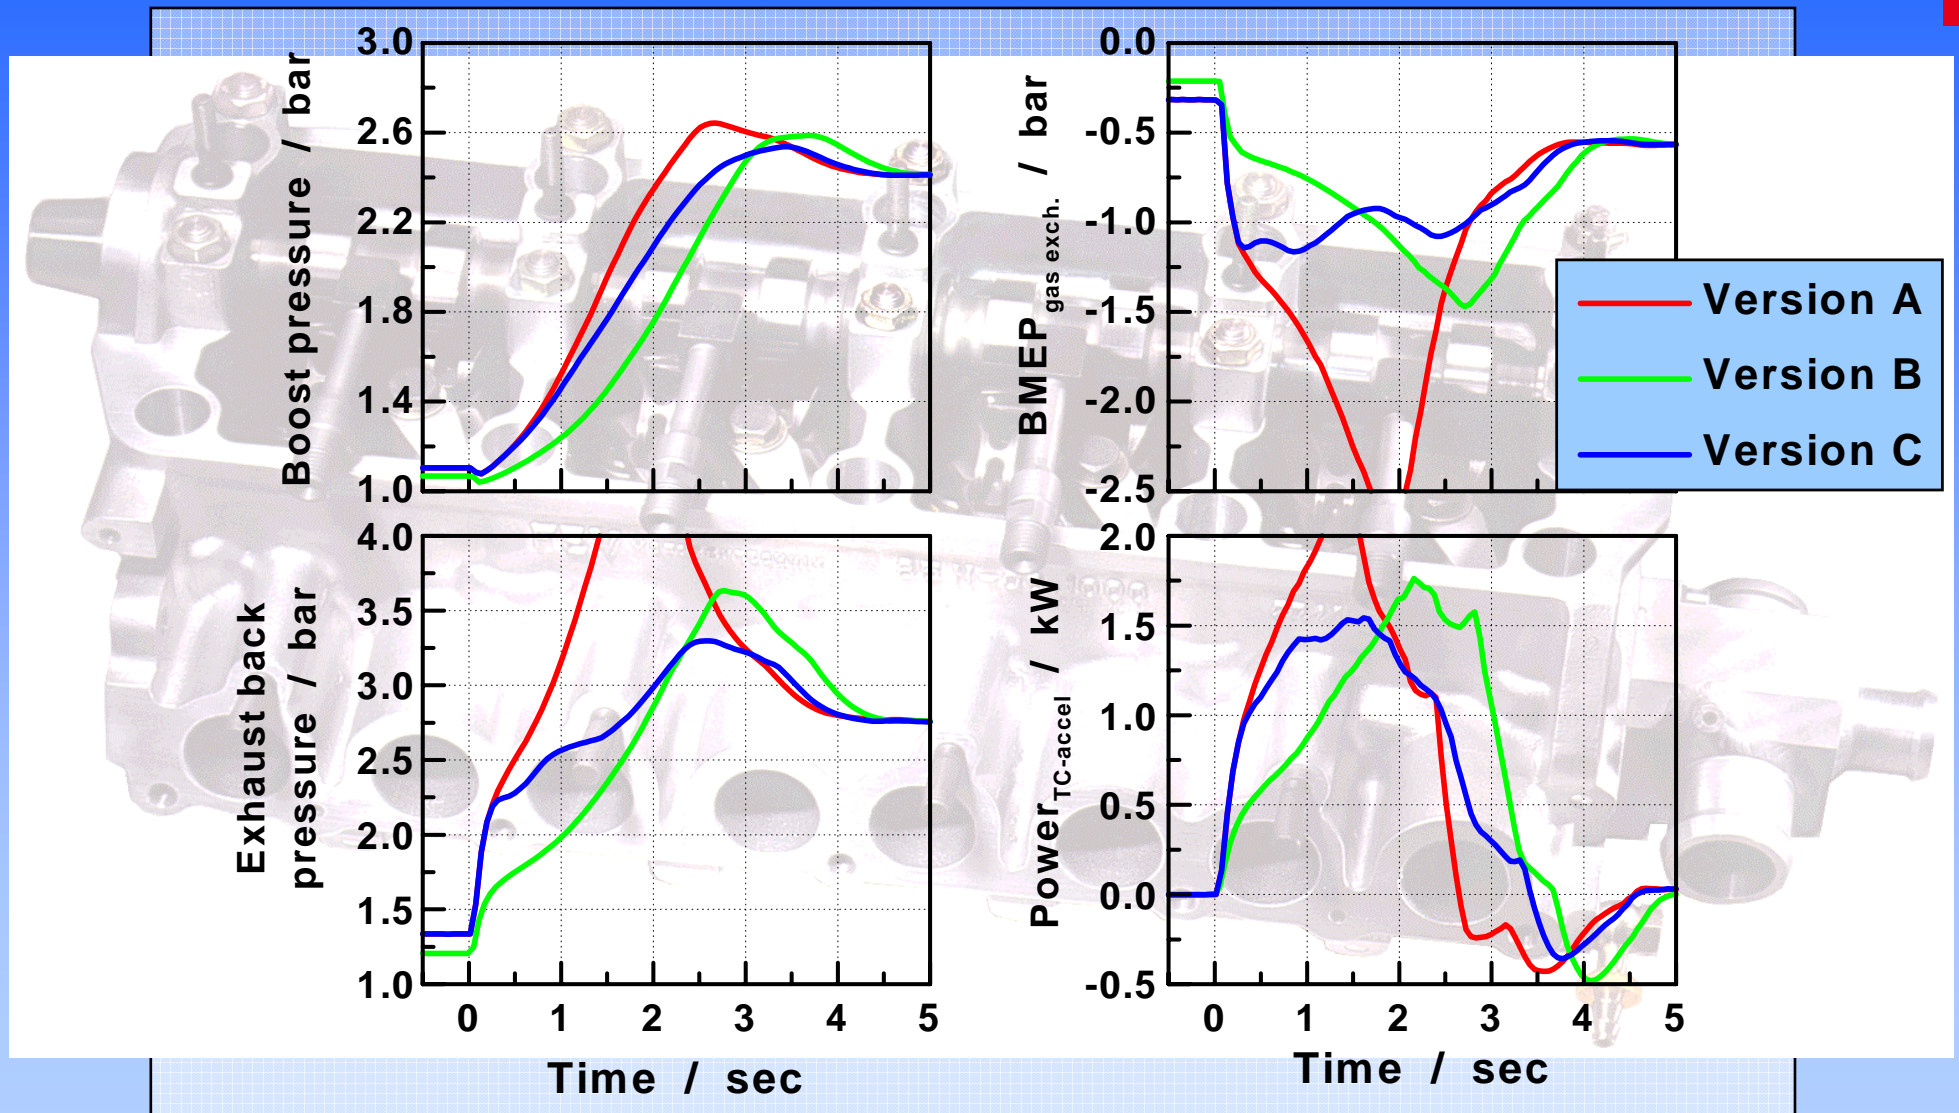 3.0
2.6
2.2
1.8
1.4
1.0
Boost pressure / bar
0.0
-0.5
-1.0
-1.5
-2.0
-2.5
BMEP gas exch. / bar
Version A
Version B
Version C
4.0
3.5
3.0
2.5
2.0
1.5
1.0
Exhaust back
pressure / bar
0 1 2 3 4 5
Time / sec
2.0
1.5
1.0
0.5
0.0
-0.5
Power TC-accel / kW
0 1 2 3 4 5
Time / sec